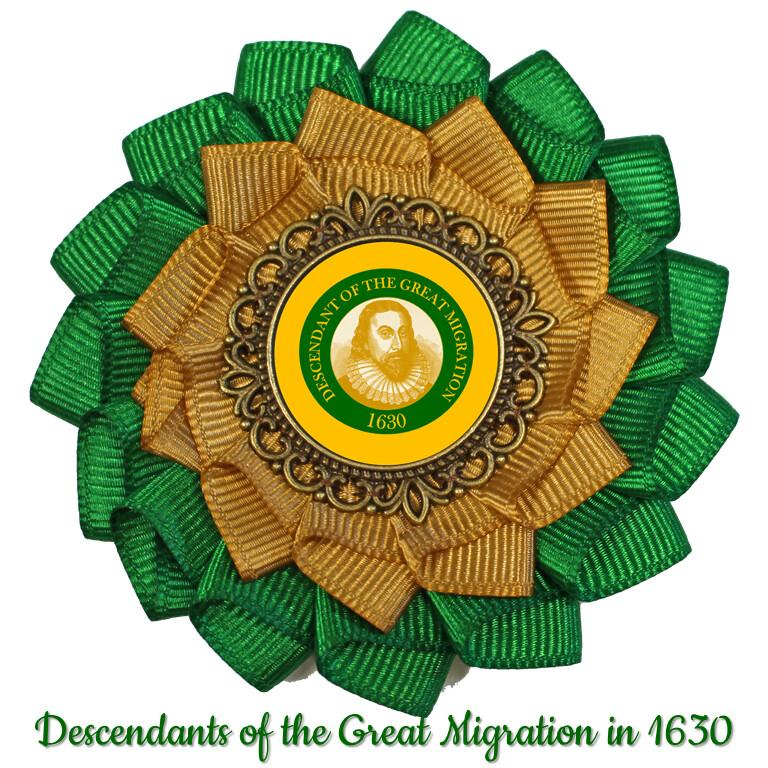 DESCENDANT OF THE GREAT MIGRATION
1630
Descendants of the Great Migration in 1630